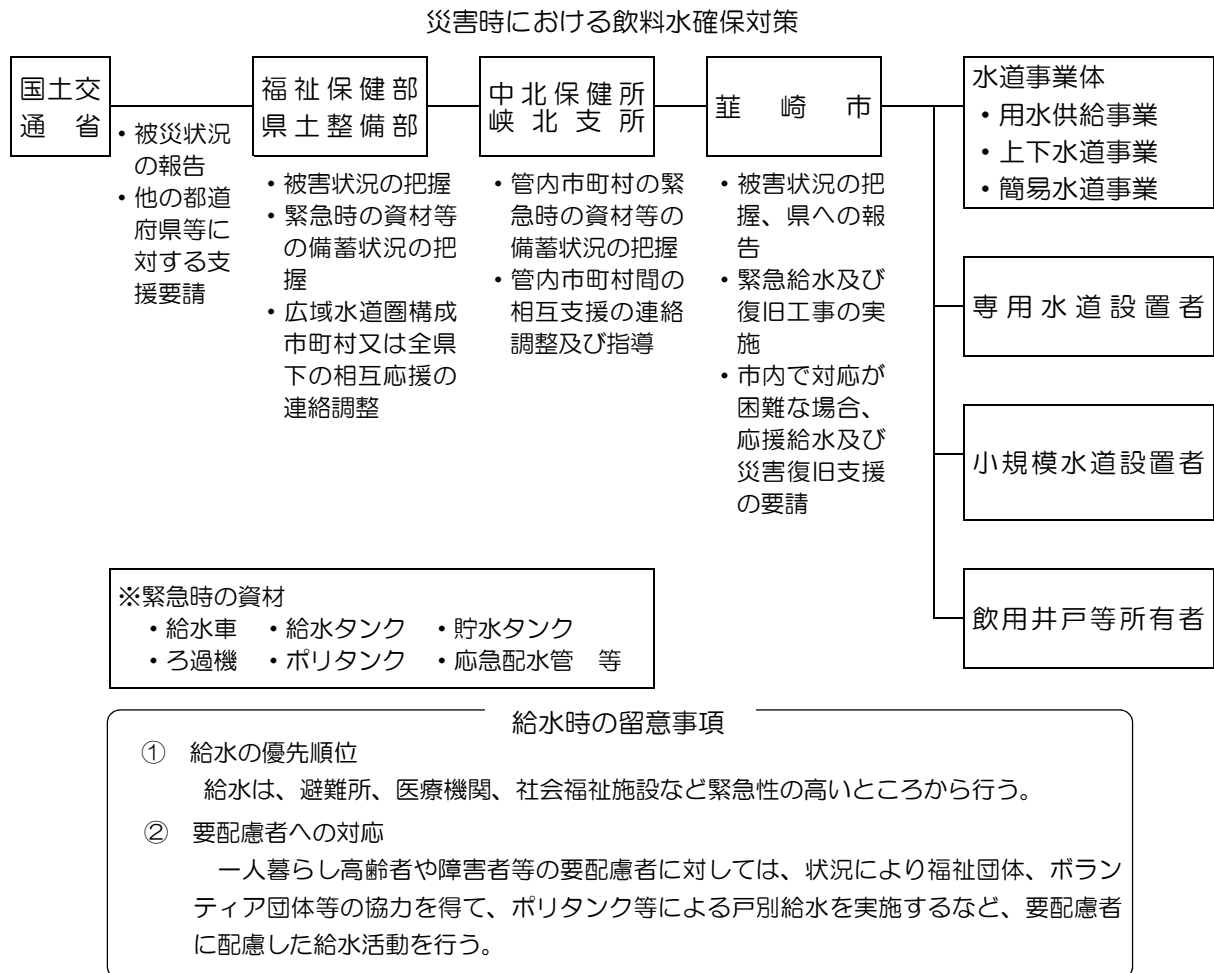 災害時における飲料水確保対策
国土交
通省
・被災状況
の報告
・他の都道
府県等に
対する支
援要請
福祉保健部
県土整備部
・被害状況の把握
・緊急時の資材等
の備蓄状況の把
握
・広域水道圏構成
市町村又は全県
下の相互応援の
連絡調整
中北保健所
峡北支所
・管内市町村の緊
急時の資材等の
備蓄状況の把握
・管内市町村間の
相互支援の連絡
調整及び指導
韮崎市
・被害状況の把
握、県への報
告
・緊急給水及び
復旧工事の実
施
・市内で対応が
困難な場合、
応援給水及び
災害復旧支援
の要請
水道事業体
・用水供給事業
・上下水道事業
・簡易水道事業
専用水道設置者
小規模水道設置者
飲用井戸等所有者
※緊急時の資材
・給水車 ・給水タンク ・貯水タンク
・ろ過機 ・ポリタンク ・応急配水管 等
給水時の留意事項
① 給水の優先順位
給水は、避難所、医療機関、社会福祉施設など緊急性の高いところから行う。
② 要配慮者への対応
一人暮らし高齢者や障害者等の要配慮者に対しては、状況により福祉団体、ボラン
ティア団体等の協力を得て、ポリタンク等による戸別給水を実施するなど、要配慮者
に配慮した給水活動を行う。